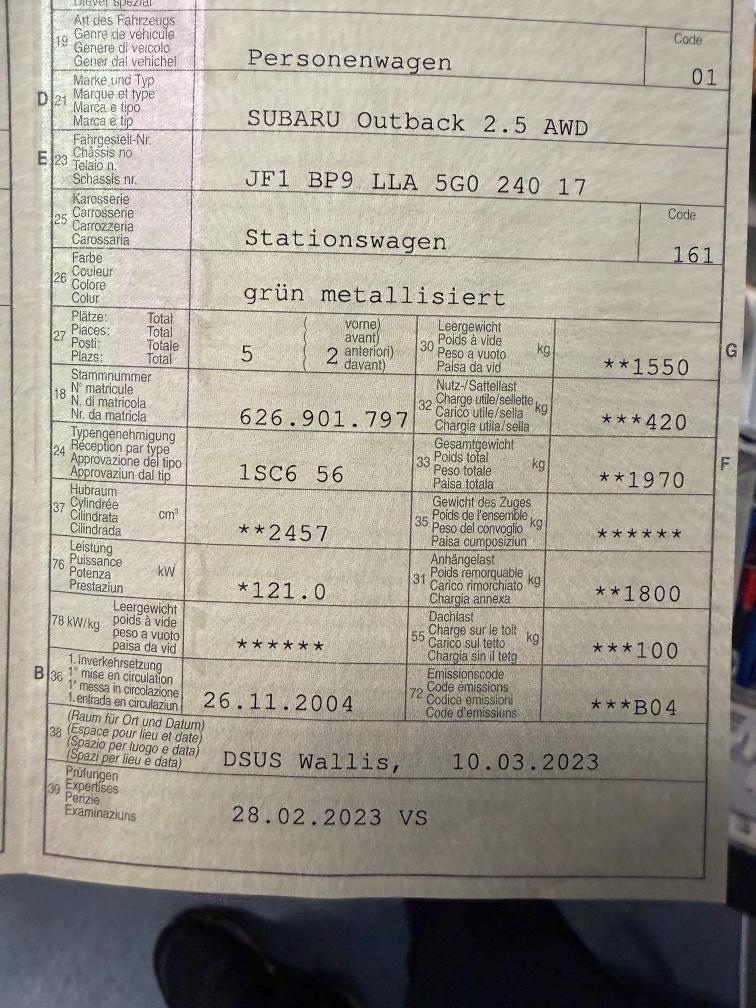 19 Art des Fahrzeugs
Genre de véhicule
Genere di veicolo
Gener dal vehichel
Personenwagen
Code
01
D 21 Marke und Typ
Marque et type
Marca e tipo
Marca e tip
SUBARU Outback 2.5 AWD
E 23 Fahrgestell-Nr.
Châssis no
Telaio n.
Schassis nr.
JF1 BP9 LLA 5G0 240 17
25 Karosserie
Carrosserie
Carrozzeria
Carossaria
Stationswagen
Code
161
26 Farbe
Couleur
Colore
Colur
grün metallisiert
27 Plätze: Total
Places: Total
Posti: Totale
Plazs: Total
5
( vorne)
avant)
2 anteriori)
( davant)
30 Leergewicht
Poids à vide
Peso a vuoto
Paisa da vid
kg
**1550
G
18 Stammnummer
N° matricule
N. di matricola
Nr. da matricla
626.901.797
32 Nutz-/Sattellast
Charge utile/sellette
Carico utile/sella
Chargia utila/sella
kg
***420
24 Typengenehmigung
Réception par type
Approvazione del tipo
Approvaziun dal tip
1SC6 56
33 Gesamtgewicht
Poids total
Peso totale
Paisa totala
kg
**1970
F
37 Hubraum
Cylindrée
Cilindrata
Cilindrada
cm³
**2457
35 Gewicht des Zuges
Poids de l'ensemble
Peso del convoglio
Paisa cumposiziun
kg
******
76 Leistung
Puissance
Potenza
Prestaziun
kW
*121.0
31 Anhängelast
Poids remorquable
Carico rimorchiato
Chargia annexa
kg
**1800
78 kW/kg Leergewicht
poids à vide
peso a vuoto
paisa da vid
******
55 Dachlast
Charge sur le toit
Carico sul tetto
Chargia sin il tetg
kg
***100
B 36 1. Inverkehrsetzung
1re mise en circulation
1a messa in circolazione
1. entrada en circulaziun
26.11.2004
72 Emissionscode
Code émissions
Codice emissioni
Code d'emissiuns
***B04
38 (Raum für Ort und Datum)
(Espace pour lieu et date)
(Spazio per luogo e data)
(Spazi per lieu e data)
DSUS Wallis, 10.03.2023
39 Prüfungen
Expertises
Perizie
Examinaziuns
28.02.2023 VS